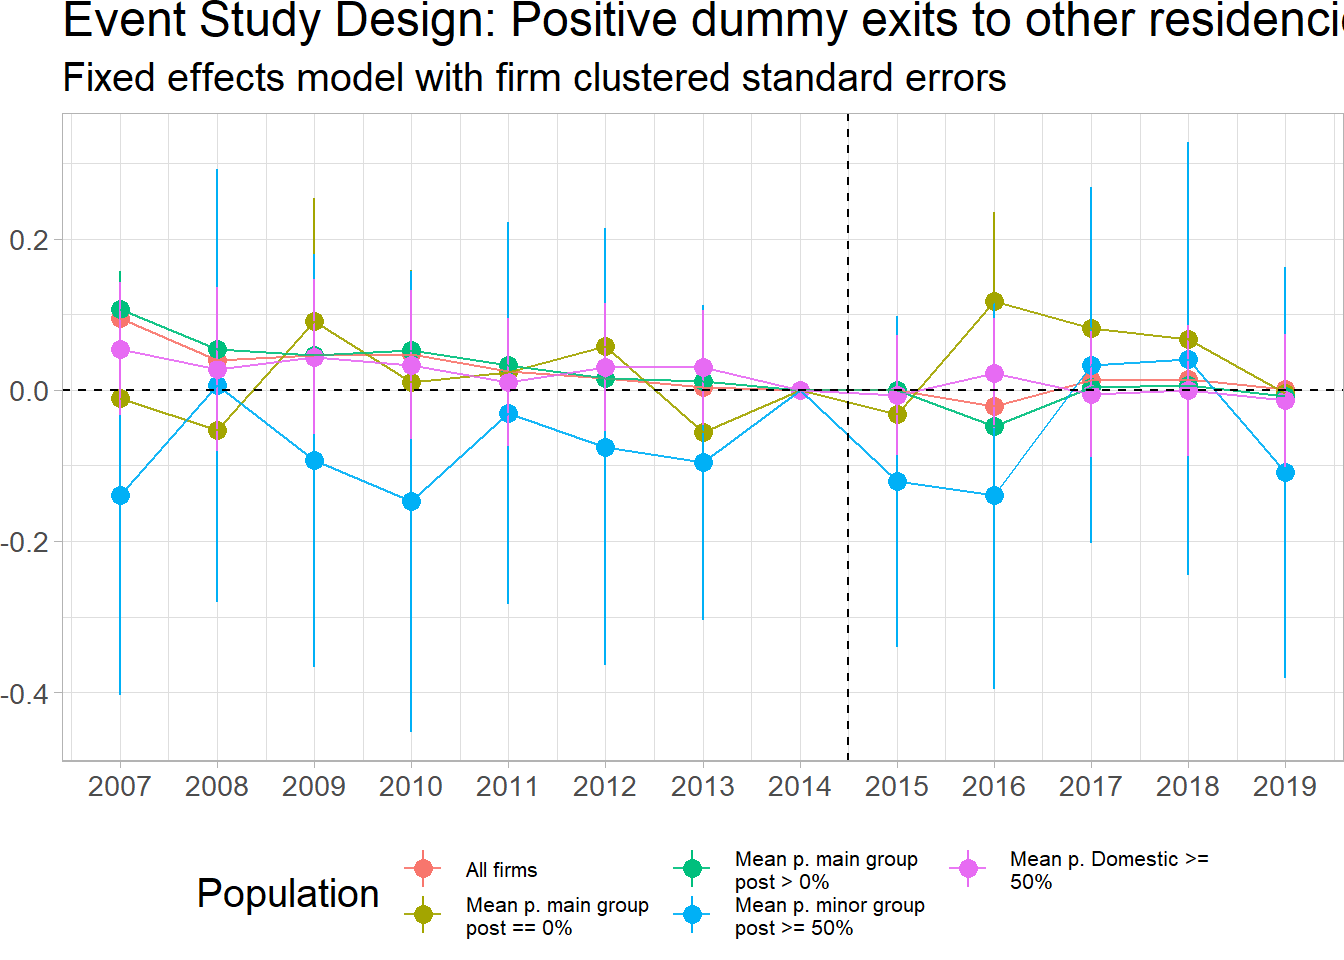 Event Study Design: Positive dummy exits to other
Fixed effects model with firm clustered standard errors
0.2
0.0
-0.2
-0.4
2007 2008 2009 2010 2011 2012 2013 2014 2015 2016 2017 2018 2019
Population
All firms
Mean p. main group
post == 0%
Mean p. main group
post > 0%
Mean p. minor group
post >= 50%
Mean p. Domestic >=
50%